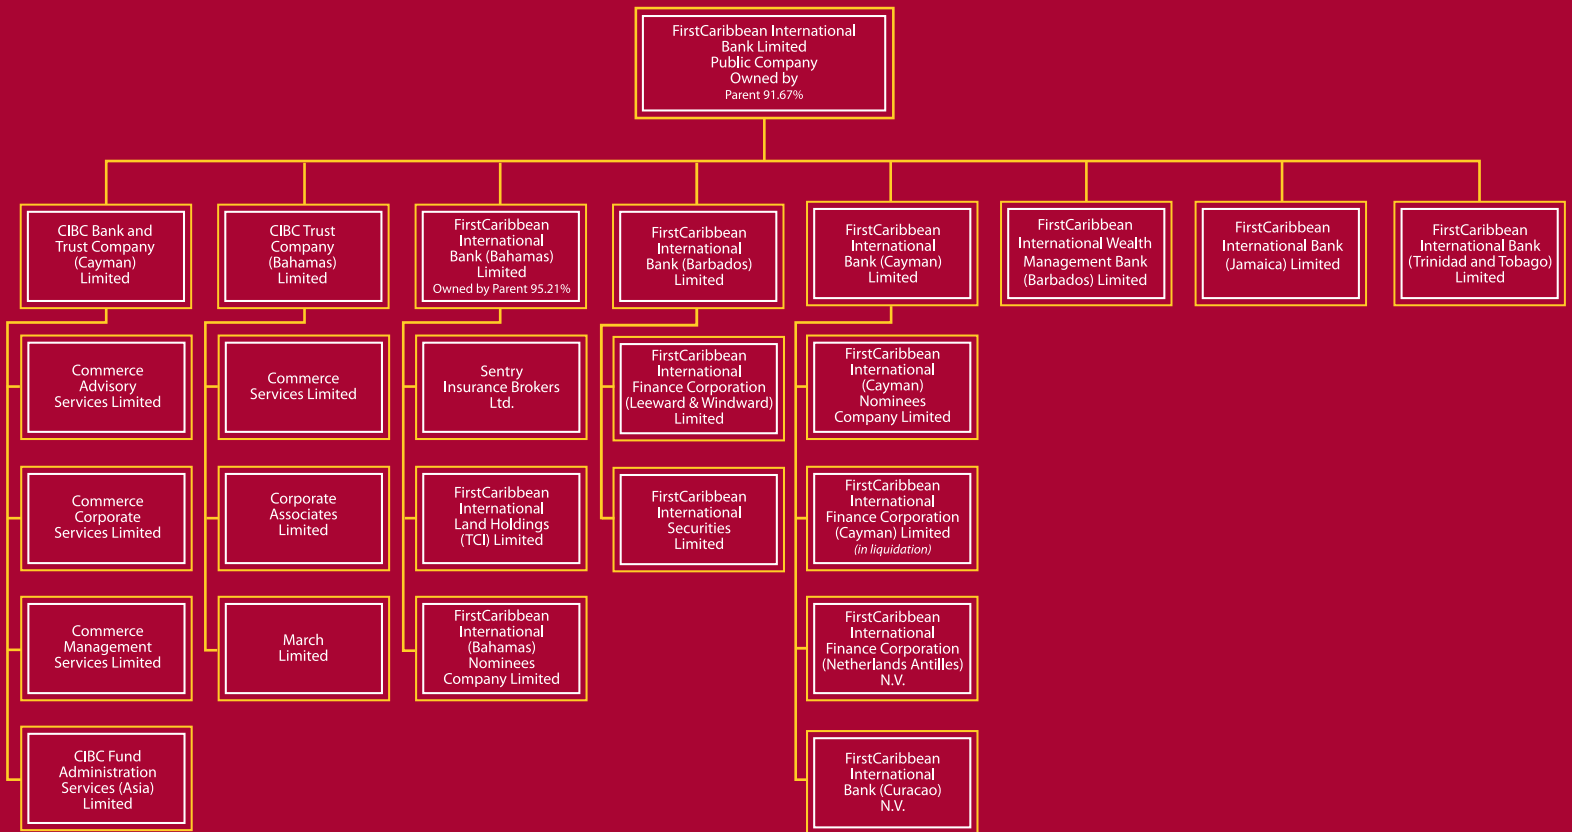 FirstCaribbean International
Bank Limited
Public Company
Owned by
Parent 91.67%
CIBC Bank and
Trust Company
(Cayman)
Limited
CIBC Trust
Company
(Bahamas)
Limited
FirstCaribbean
International
Bank (Bahamas)
Limited
Owned by Parent 95.21%
FirstCaribbean
International
Bank (Barbados)
Limited
FirstCaribbean
International
Bank (Cayman)
Limited
FirstCaribbean
International Wealth
Management Bank
(Barbados) Limited
FirstCaribbean
International Bank
(Jamaica) Limited
FirstCaribbean
International Bank
(Trinidad and Tobago)
Limited
Commerce
Advisory
Services Limited
Commerce
Services Limited
Sentry
Insurance Brokers
Ltd.
FirstCaribbean
International
Finance Corporation
(Leeward & Windward)
Limited
FirstCaribbean
International
(Cayman)
Nominees
Company Limited
Commerce
Corporate
Services Limited
Corporate
Associates
Limited
FirstCaribbean
International
Land Holdings
(TCI) Limited
FirstCaribbean
International
Securities
Limited
FirstCaribbean
International
Finance Corporation
(Cayman) Limited
(in liquidation)
Commerce
Management
Services Limited
March
Limited
FirstCaribbean
International
(Bahamas)
Nominees
Company Limited
FirstCaribbean
International
Finance Corporation
(Netherlands Antilles)
N.V.
CIBC Fund
Administration
Services (Asia)
Limited
FirstCaribbean
International
Bank (Curacao)
N.V.